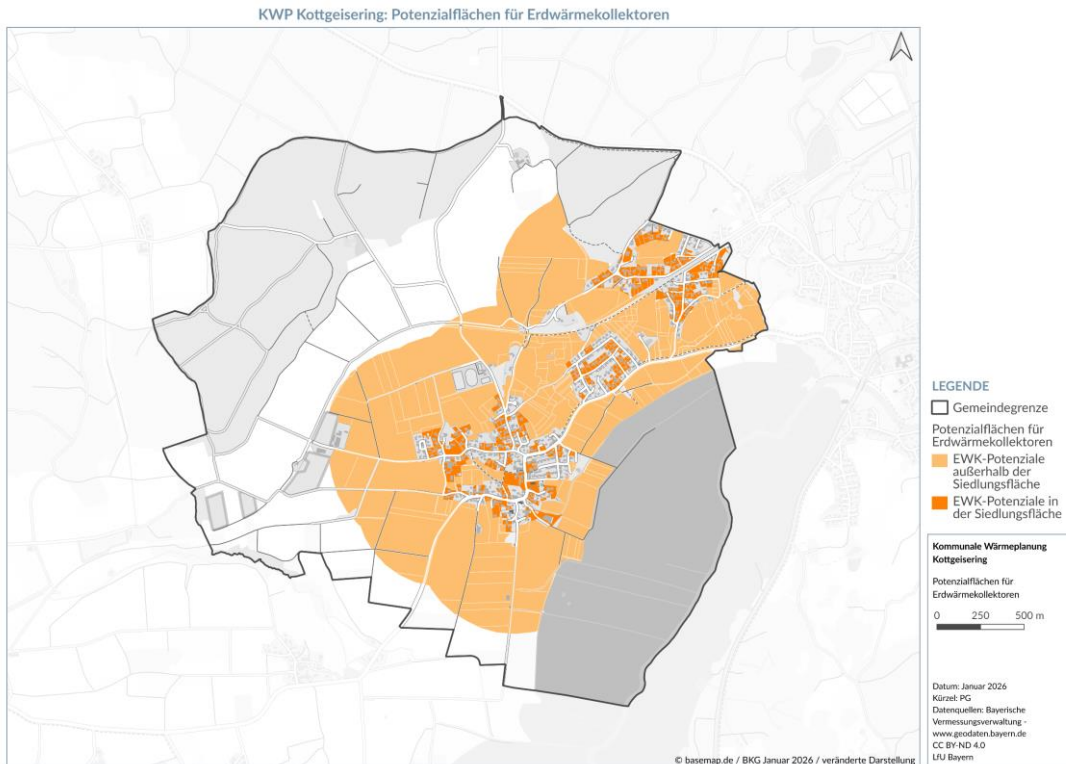 KWP Kottgeisering: Potenzialflächen für Erdwärmekollektoren
LEGENDE
Gemeindegrenze
Potenzialflächen für
Erdwärmekollektoren
EWK-Potenziale
außerhalb der
Siedlungsfläche
EWK-Potenziale in
der Siedlungsfläche
Kommunale Wärmeplanung
Kottgeisering
Potenzialflächen für
Erdwärmekollektoren
0 250 500 m
Datum: Januar 2026
Kürzel: PG
Datenquellen: Bayerische
Vermessungsverwaltung -
www.geodaten.bayern.de
CC BY-ND 4.0
LfU Bayern
© basemap.de / BKG Januar 2026 / veränderte Darstellung